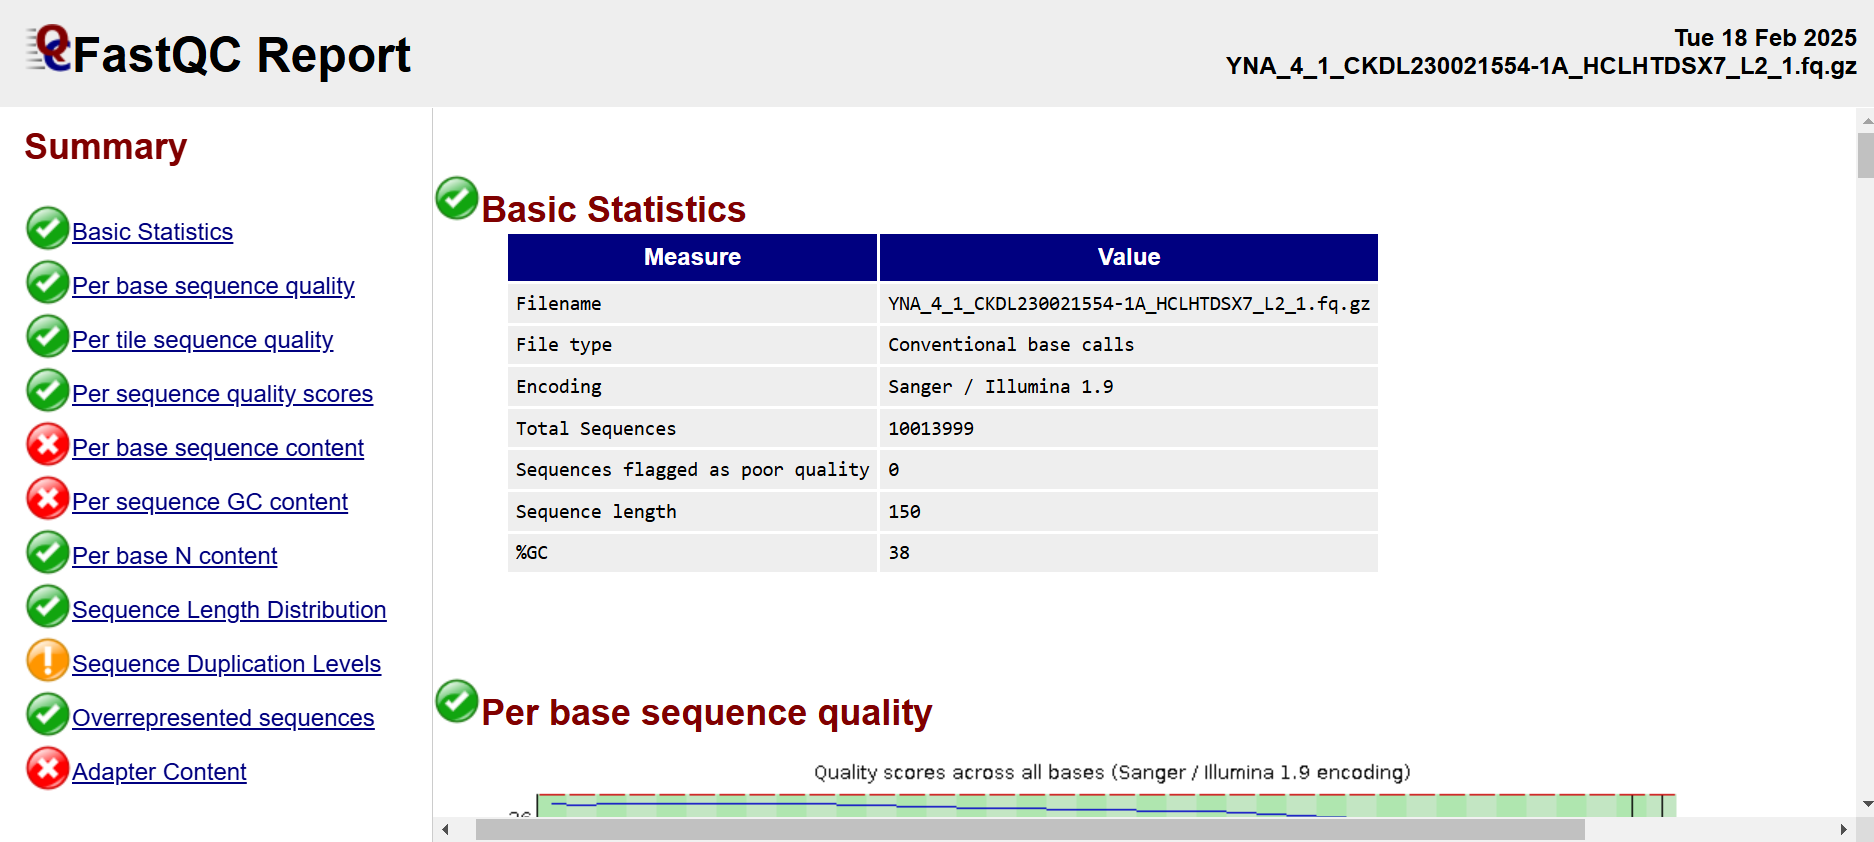 FastQC Report
Tue 18 Feb 2025
YNA_4_1_CKDL230021554-1A_HCLHTDSX7_L2_1.fq.gz
Summary
Basic Statistics
Per base sequence quality
Per tile sequence quality
Per sequence quality scores
Per base sequence content
Per sequence GC content
Per base N content
Sequence Length Distribution
Sequence Duplication Levels
Overrepresented sequences
Adapter Content
Basic Statistics
Measure Value
Filename YNA_4_1_CKDL230021554-1A_HCLHTDSX7_L2_1.fq.gz
File type Conventional base calls
Encoding Sanger / Illumina 1.9
Total Sequences 10013999
Sequences flagged as poor quality 0
Sequence length 150
%GC 38
Per base sequence quality
Quality scores across all bases (Sanger / Illumina 1.9 encoding)